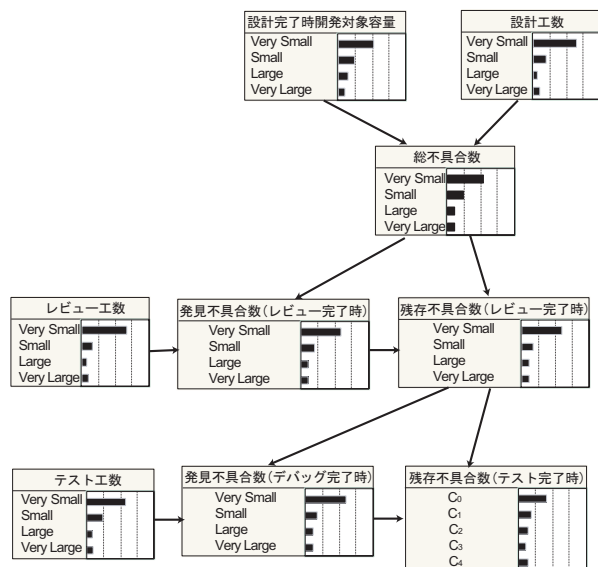 設計完了時開発対象容量
Very Small
Small
Large
Very Large
設計工数
Very Small
Small
Large
Very Large
総不具合数
Very Small
Small
Large
Very Large
レビュー工数
Very Small
Small
Large
Very Large
発見不具合数(レビュー完了時)
Very Small
Small
Large
Very Large
残存不具合数(レビュー完了時)
Very Small
Small
Large
Very Large
テスト工数
Very Small
Small
Large
Very Large
発見不具合数(デバッグ完了時)
Very Small
Small
Large
Very Large
残存不具合数(テスト完了時)
C0
C1
C2
C3
C4